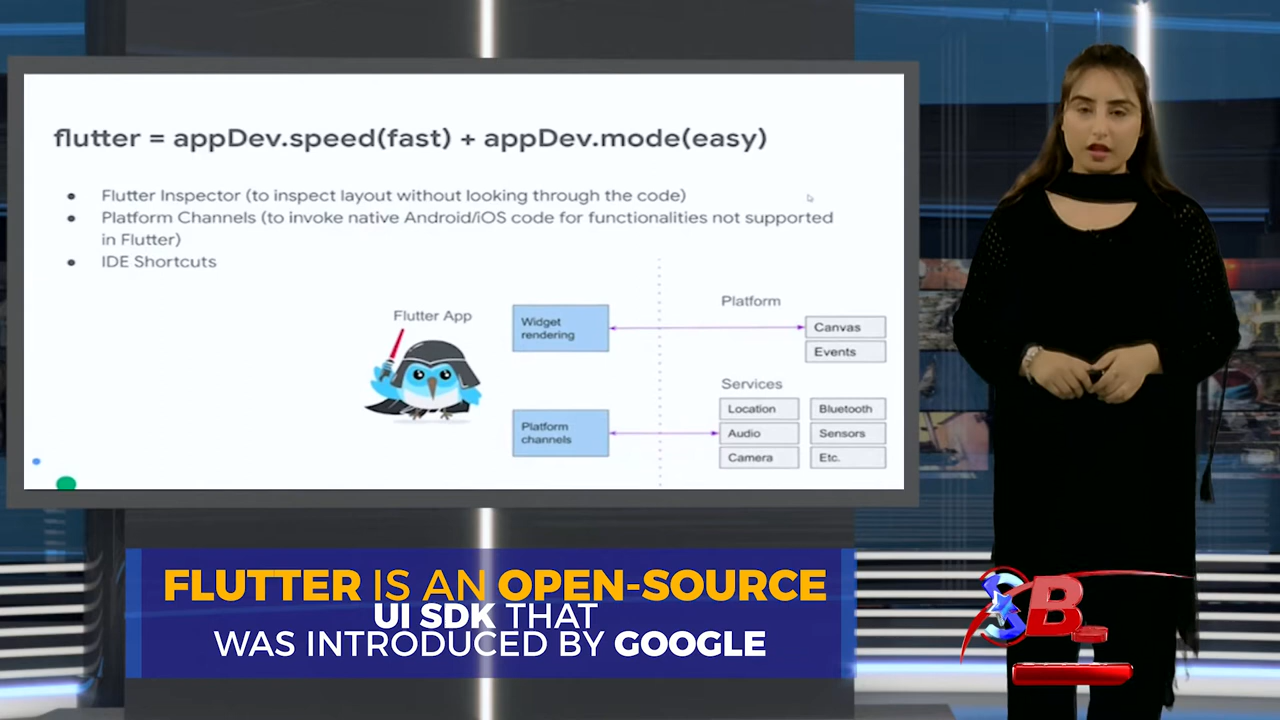 flutter = appDev.speed(fast) + appDev.mode(easy)
● Flutter Inspector (to inspect layout without looking through the code)
● Platform Channels (to invoke native Android/iOS code for functionalities not supported
in Flutter)
● IDE Shortcuts
Flutter App
Widget
rendering
Platform
Canvas
Events
Platform
channels
Services
Location
Bluetooth
Audio
Sensors
Camera
Etc.
FLUTTER IS AN OPEN-SOURCE
UI SDK THAT
WAS INTRODUCED BY GOOGLE
SB